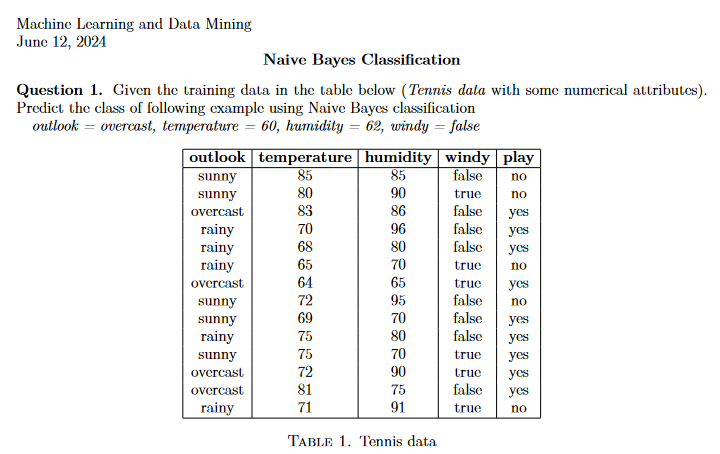 Machine Learning and Data Mining
June 12, 2024
Naive Bayes Classification
Question 1. Given the training data in the table below (Tennis data with some numerical attributes).
Predict the class of following example using Naive Bayes classification
outlook = overcast, temperature = 60, humidity = 62, windy = false
outlook temperature humidity windy play
sunny 85 85 false no
sunny 80 90 true no
overcast 83 86 false yes
rainy 70 96 false yes
rainy 68 80 false yes
rainy 65 70 true no
overcast 64 65 true yes
sunny 72 95 false no
sunny 69 70 false yes
rainy 75 80 false yes
sunny 75 70 true yes
overcast 72 90 true yes
overcast 81 75 false yes
rainy 71 91 true no
TABLE 1. Tennis data